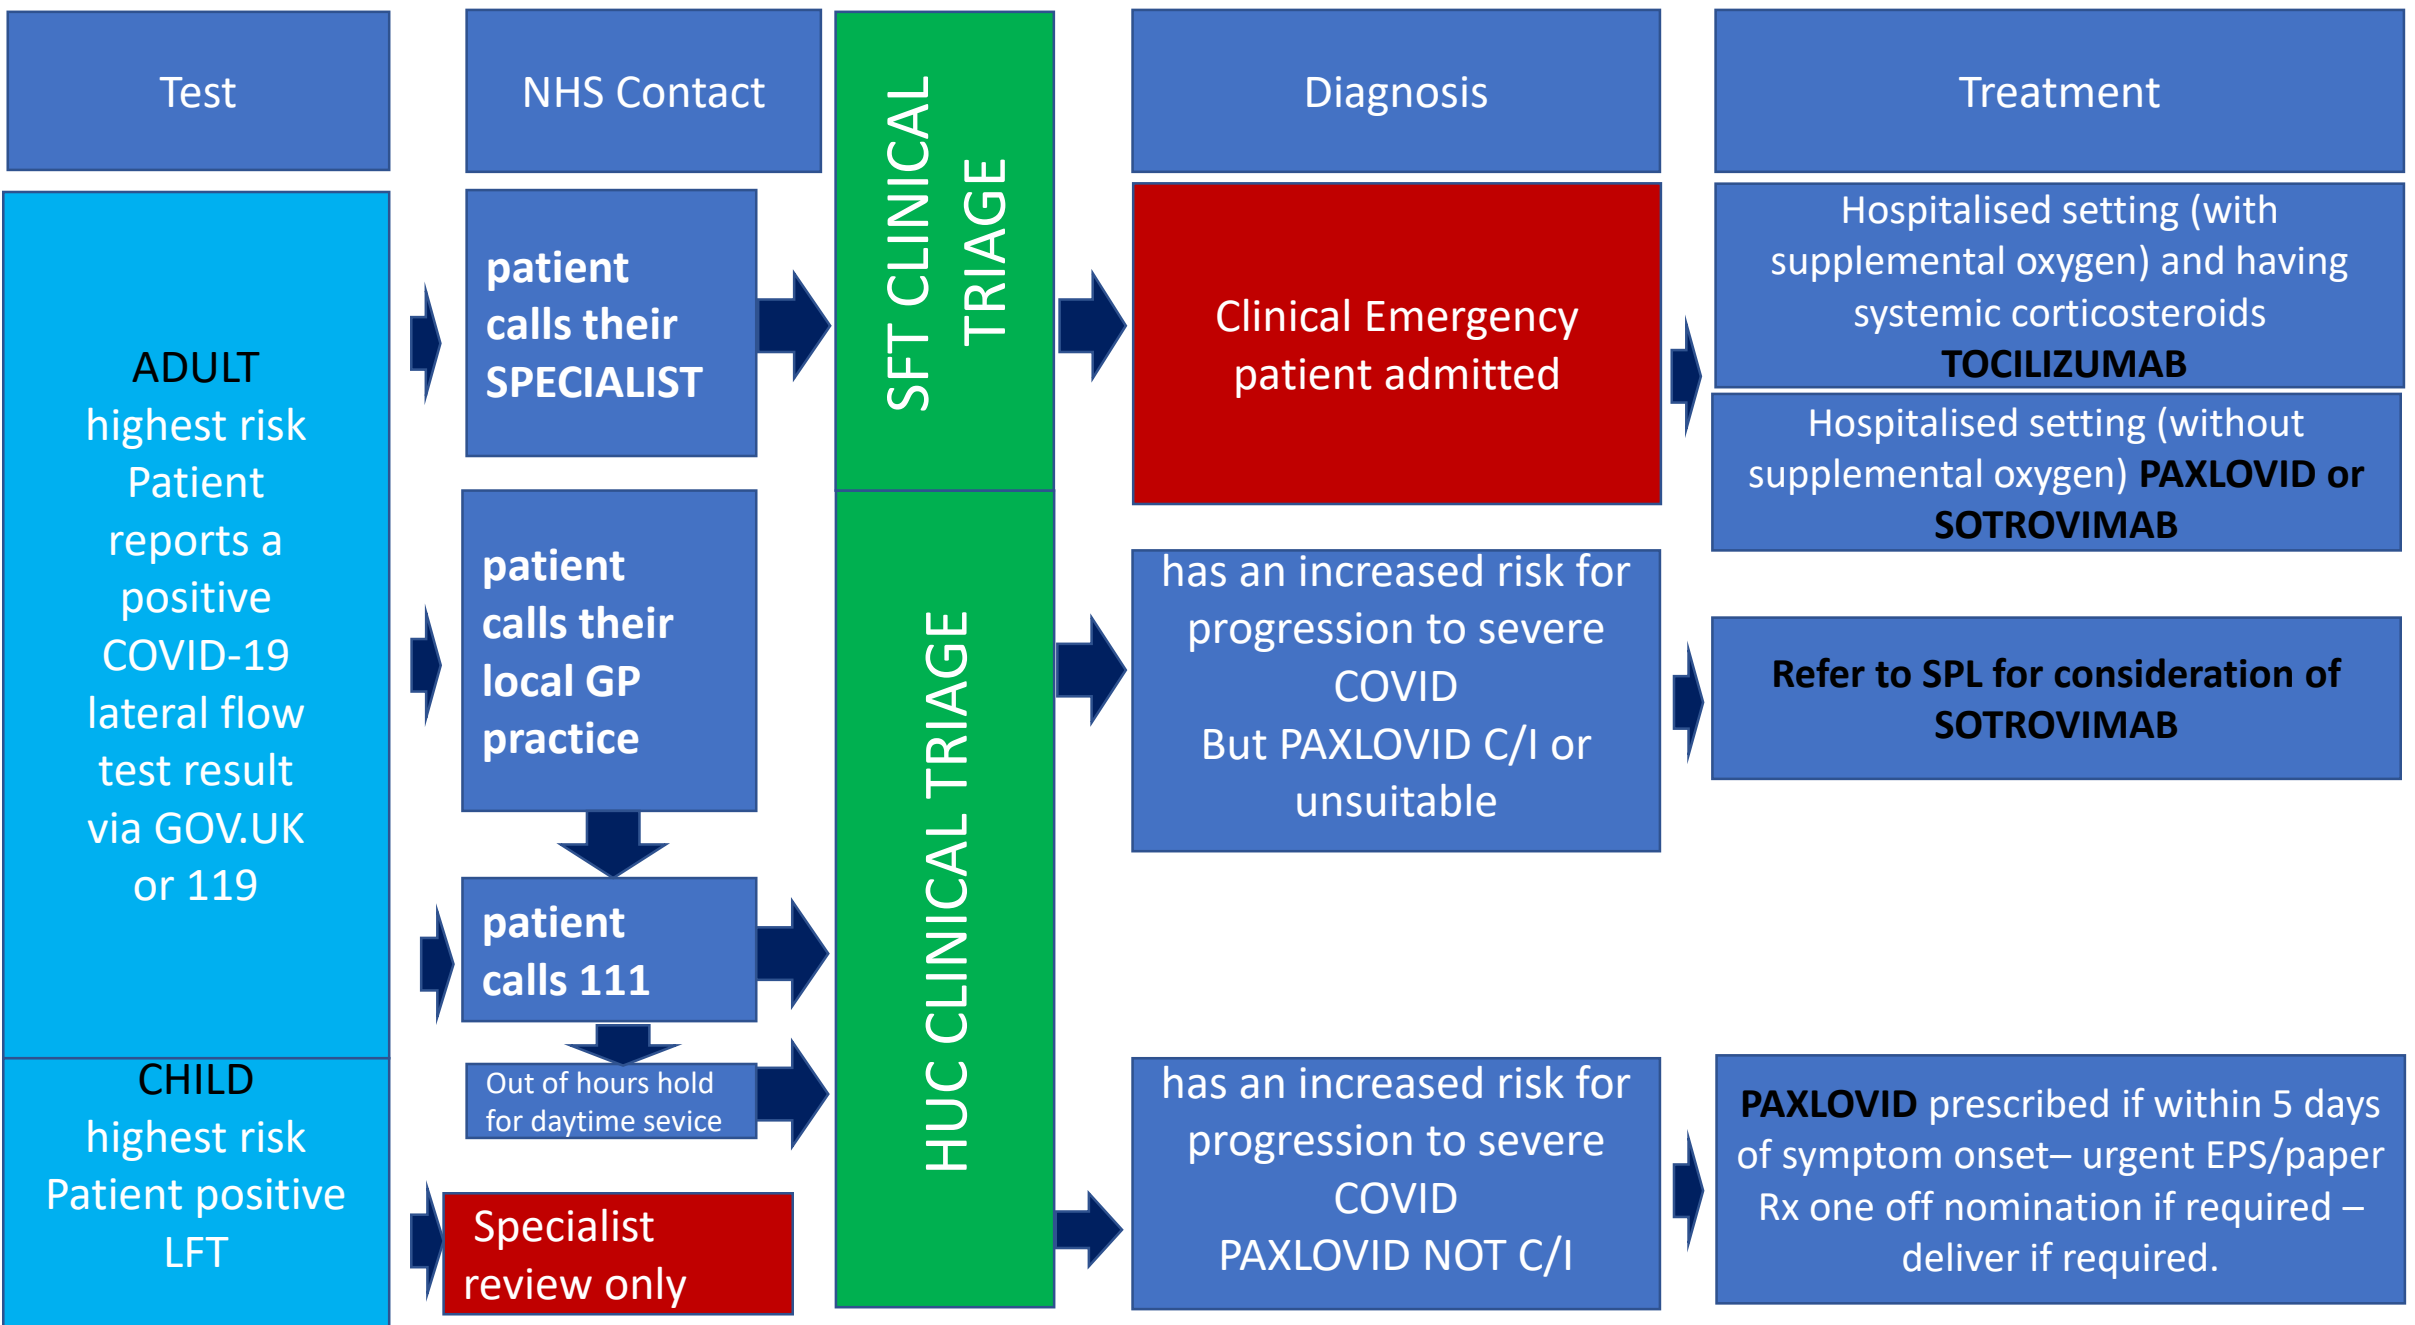 Test
NHS Contact
Diagnosis
Treatment
ADULT
highest risk
Patient
reports a
positive
COVID-19
lateral flow
test result
via GOV.UK
or 119
CHILD
highest risk
Patient positive
LFT
patient
calls their
SPECIALIST
patient
calls their
local GP
practice
patient
calls 111
Out of hours hold
for daytime sevice
Specialist
review only
SFT CLINICAL
TRIAGE
HUC CLINICAL TRIAGE
Clinical Emergency
patient admitted
has an increased risk for
progression to severe
COVID
But PAXLOVID C/I or
unsuitable
has an increased risk for
progression to severe
COVID
PAXLOVID NOT C/I
Hospitalised setting (with
supplemental oxygen) and having
systemic corticosteroids
TOCILIZUMAB
Hospitalised setting (without
supplemental oxygen) PAXLOVID or
SOTROVIMAB
Refer to SPL for consideration of
SOTROVIMAB
PAXLOVID prescribed if within 5 days
of symptom onset– urgent EPS/paper
Rx one off nomination if required –
deliver if required.